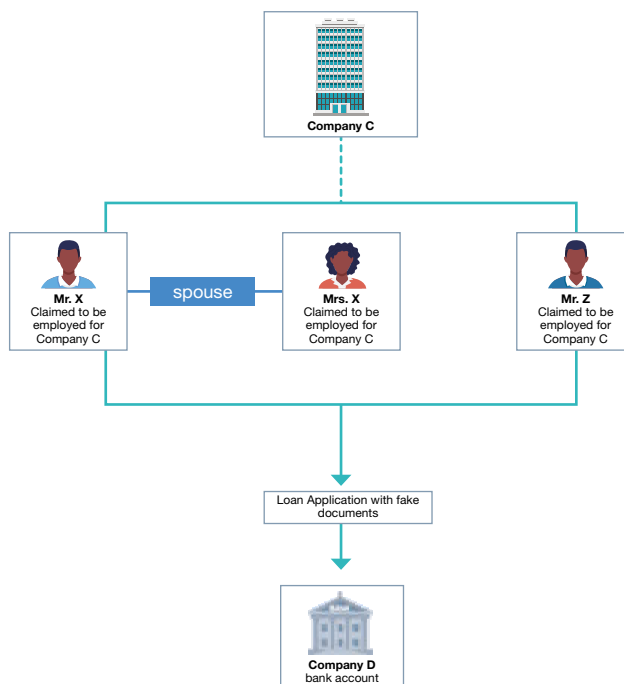 Company C
Mr. X
Claimed to be
employed for
Company C
spouse
Mrs. X
Claimed to be
employed for
Company C
Mr. Z
Claimed to be
employed for
Company C
Loan Application with fake
documents
Company D
bank account